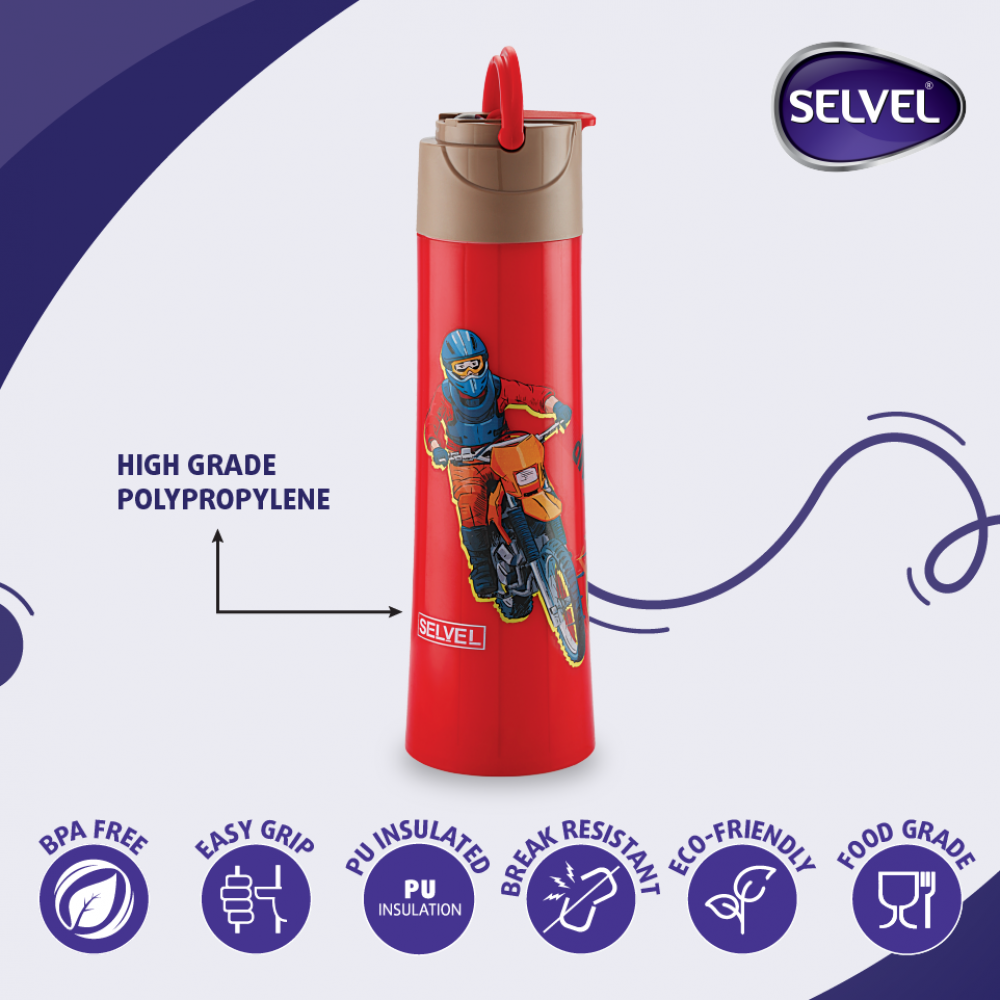 SELVEL®
HIGH GRADE
POLYPROPYLENE
SELVEL
BPA FREE
EASY GRIP
PU INSULATED
BREAK RESISTANT
ECO-FRIENDLY
FOOD GRADE
PU
INSULATION